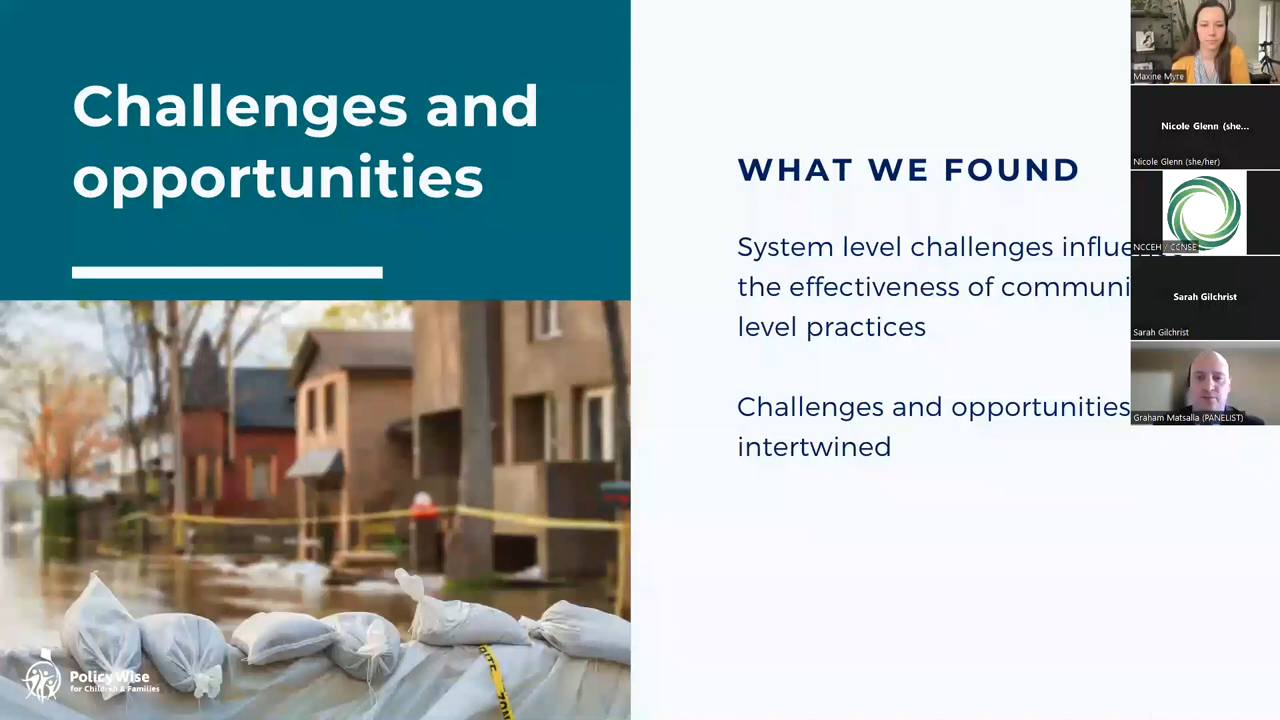 Challenges and
opportunities
WHAT WE FOUND
System level challenges influence
the effectiveness of communi
level practices
Challenges and opportunities
intertwined
PolicyWise
for Children & Families
Maxine Myre
Nicole Glenn (she...
Nicole Glenn (she/her)
NCCEH / CCNSE
Sarah Gilchrist
Sarah Gilchrist
Graham Matsalla (PANELIST)